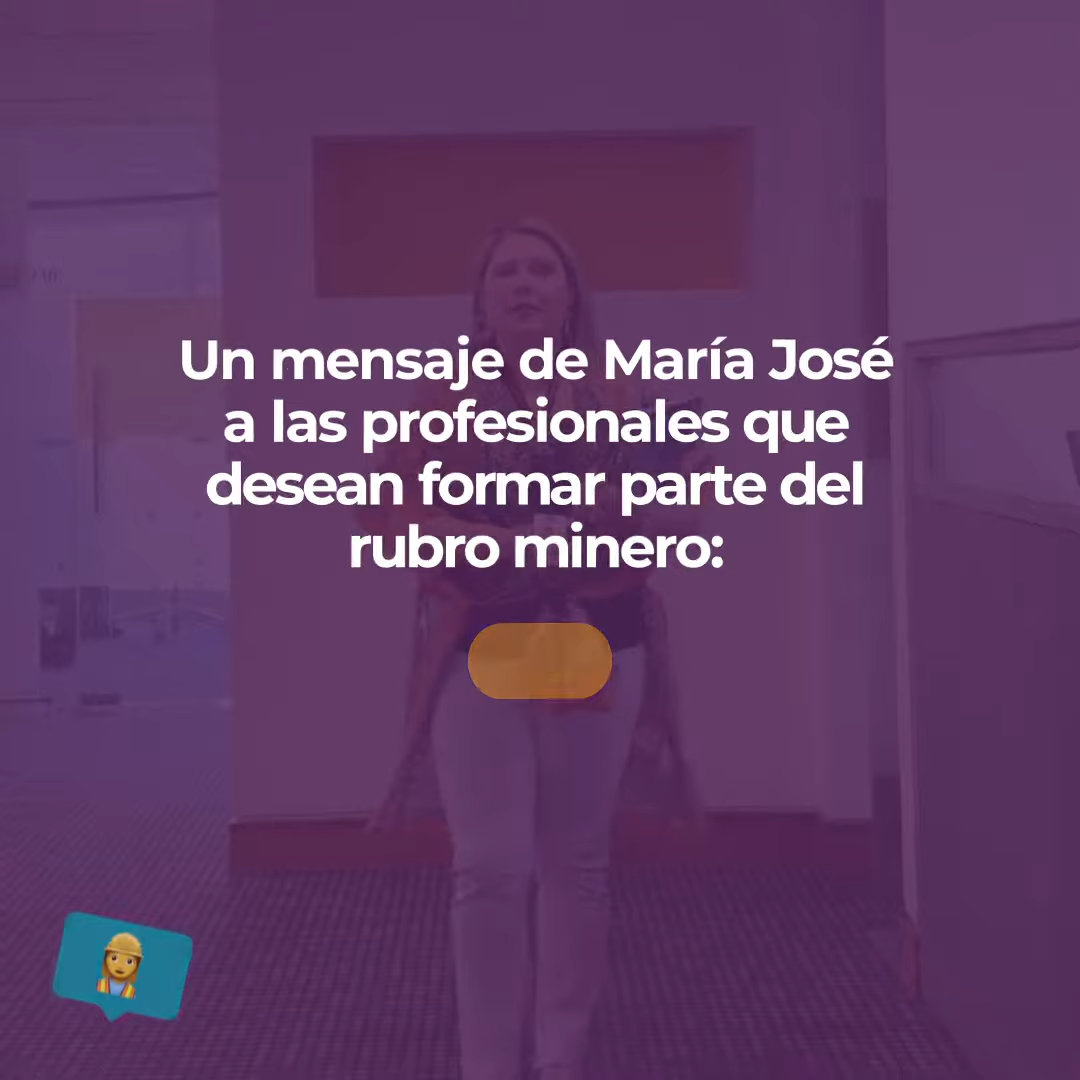 Un mensaje de María José
a las profesionales que
desean formar parte del
rubro minero: